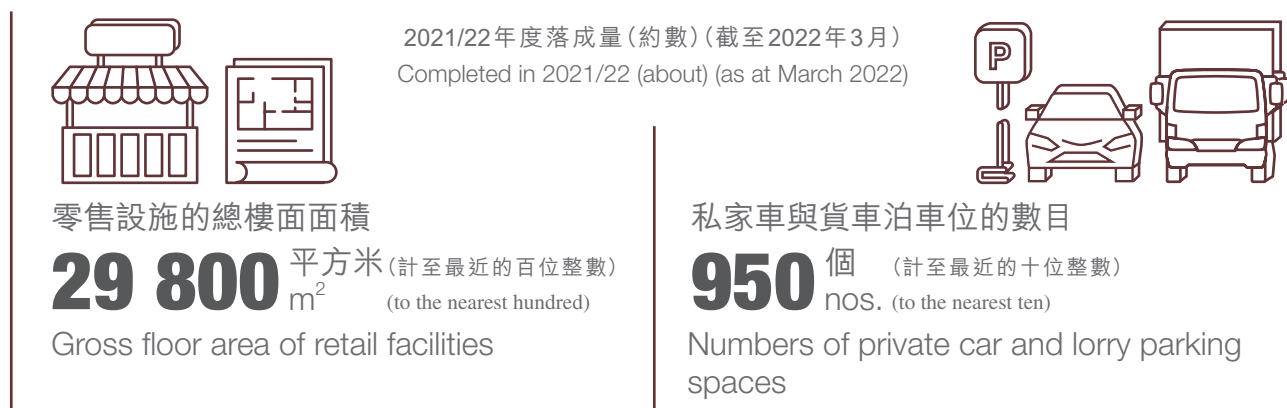 2021/22年度落成量(約數)(截至2022年3月)
Completed in 2021/22 (about) (as at March 2022)
P
零售設施的總樓面面積
29 800 平方米(計至最近的百位整數)
m² (to the nearest hundred)
Gross floor area of retail facilities
私家車與貨車泊車位的數目
950 個 (計至最近的十位整數)
nos. (to the nearest ten)
Numbers of private car and lorry parking
spaces